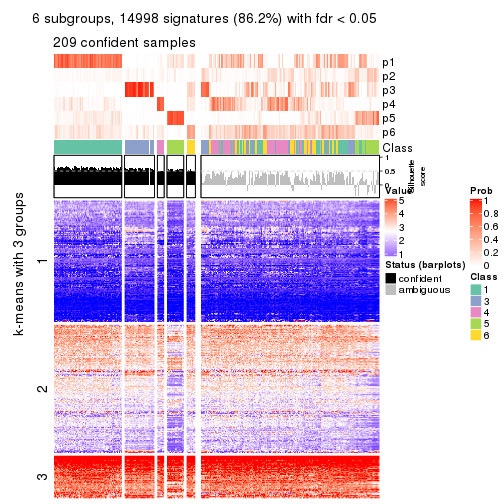 6 subgroups, 14998 signatures (86.2%) with fdr < 0.05
209 confident samples
p1
p2
p3
p4
p5
p6
Class
1
0.5
0
Silhouette
score
k-means with 3 groups
1
2
3
Value
5
4
3
2
1
Status (barplots)
confident
ambiguous
Prob
1
0.8
0.6
0.4
0.2
0
Class
1
3
4
5
6